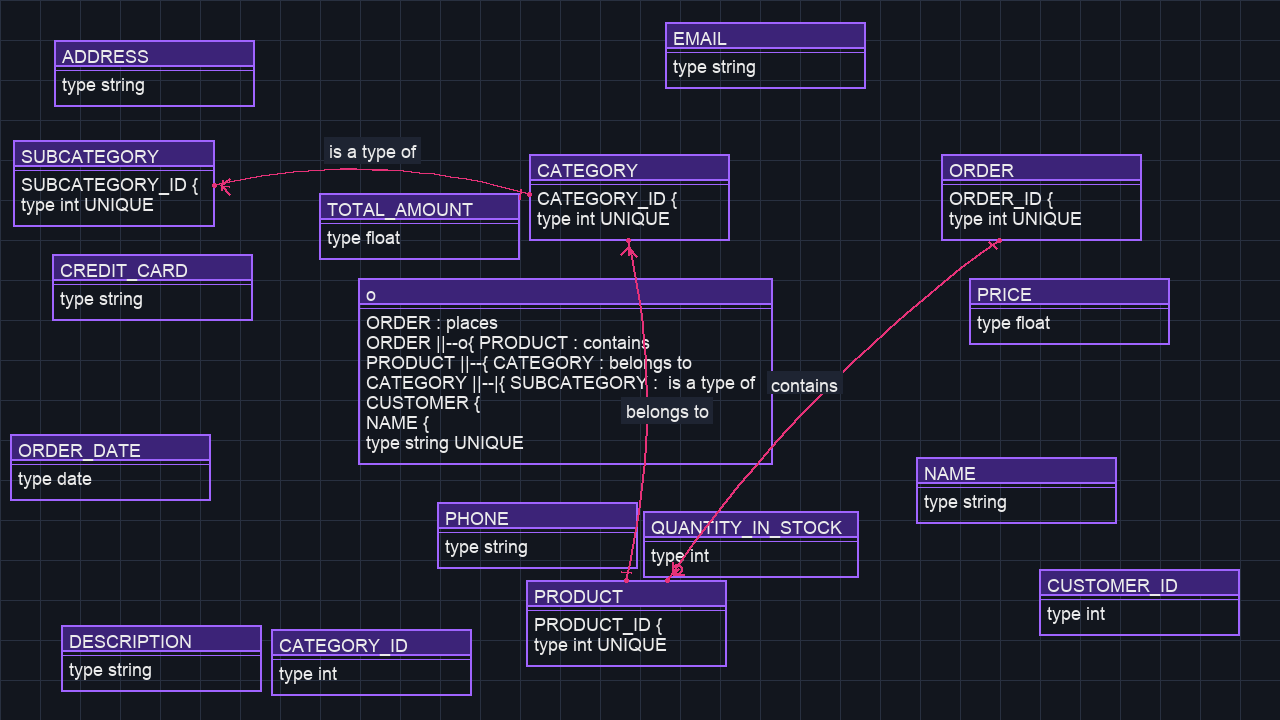 EMAIL
type string
ADDRESS
type string
SUBCATEGORY
SUBCATEGORY_ID {
type int UNIQUE
is a type of
CATEGORY
CATEGORY_ID {
type int UNIQUE
ORDER
ORDER_ID {
type int UNIQUE
TOTAL_AMOUNT
type float
CREDIT_CARD
type string
o
ORDER : places
ORDER ||--o{ PRODUCT : contains
PRODUCT ||--{ CATEGORY : belongs to
CATEGORY ||--|{ SUBCATEGORY :  is a type of
CUSTOMER {
NAME {
type string UNIQUE
PRICE
type float
contains
belongs to
ORDER_DATE
type date
NAME
type string
PHONE
type string
QUANTITY_IN_STOCK
type int
PRODUCT
PRODUCT_ID {
type int UNIQUE
CUSTOMER_ID
type int
DESCRIPTION
type string
CATEGORY_ID
type int